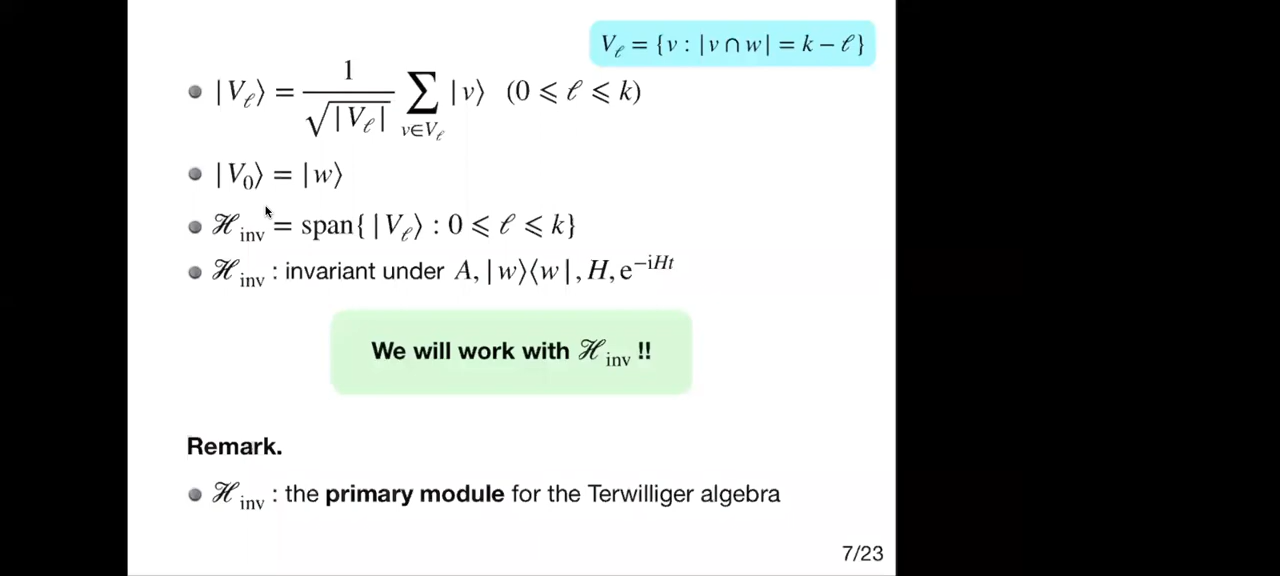 V_ℓ = {v : |v ∩ w| = k − ℓ}
• |V_ℓ⟩ = 1/√|V_ℓ| ∑_{v∈V_ℓ} |v⟩ (0 ⩽ ℓ ⩽ k)
• |V_0⟩ = |w⟩
• ℋ_inv = span{|V_ℓ⟩ : 0 ⩽ ℓ ⩽ k}
• ℋ_inv : invariant under A, |w⟩⟨w|, H, e^{−iHt}
We will work with ℋ_inv !!
Remark.
• ℋ_inv : the primary module for the Terwilliger algebra
7/23